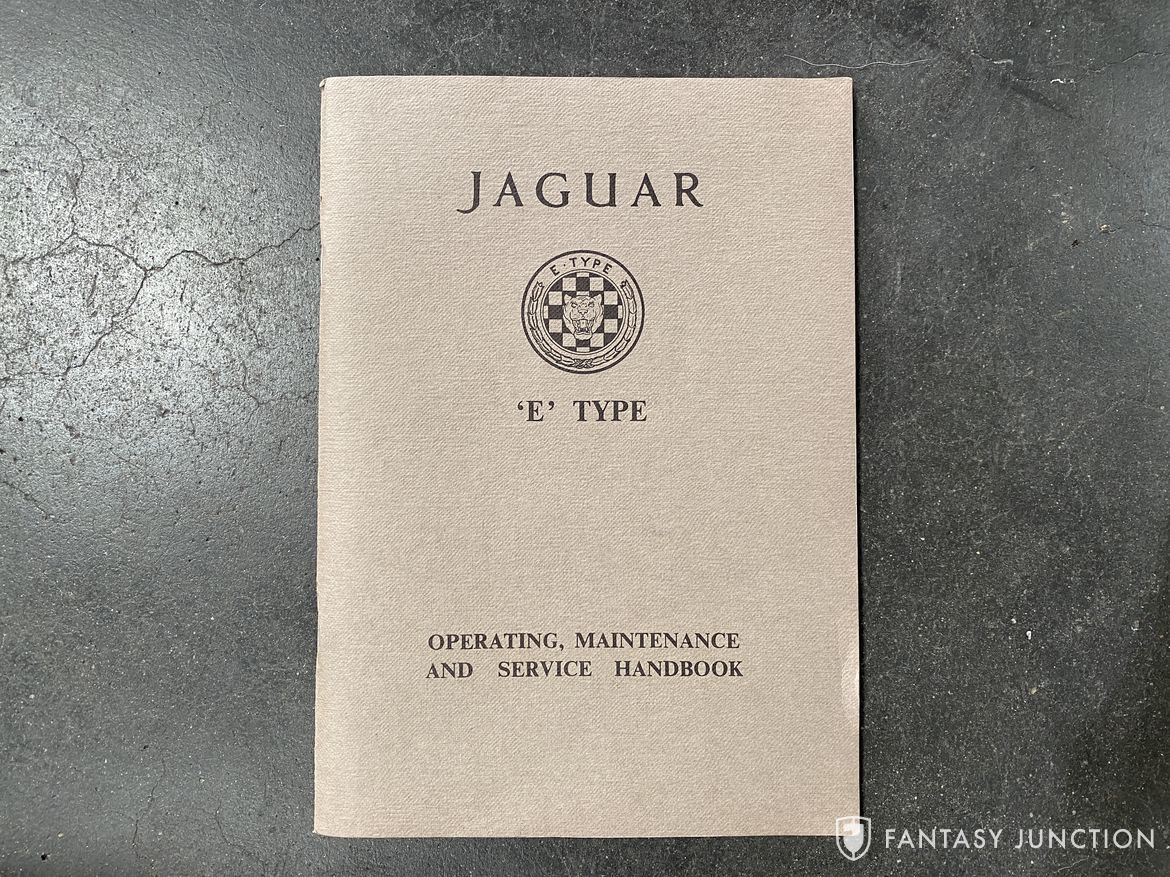 JAGUAR
E·TYPE
‘E’ TYPE
OPERATING, MAINTENANCE
AND SERVICE HANDBOOK
FANTASY JUNCTION